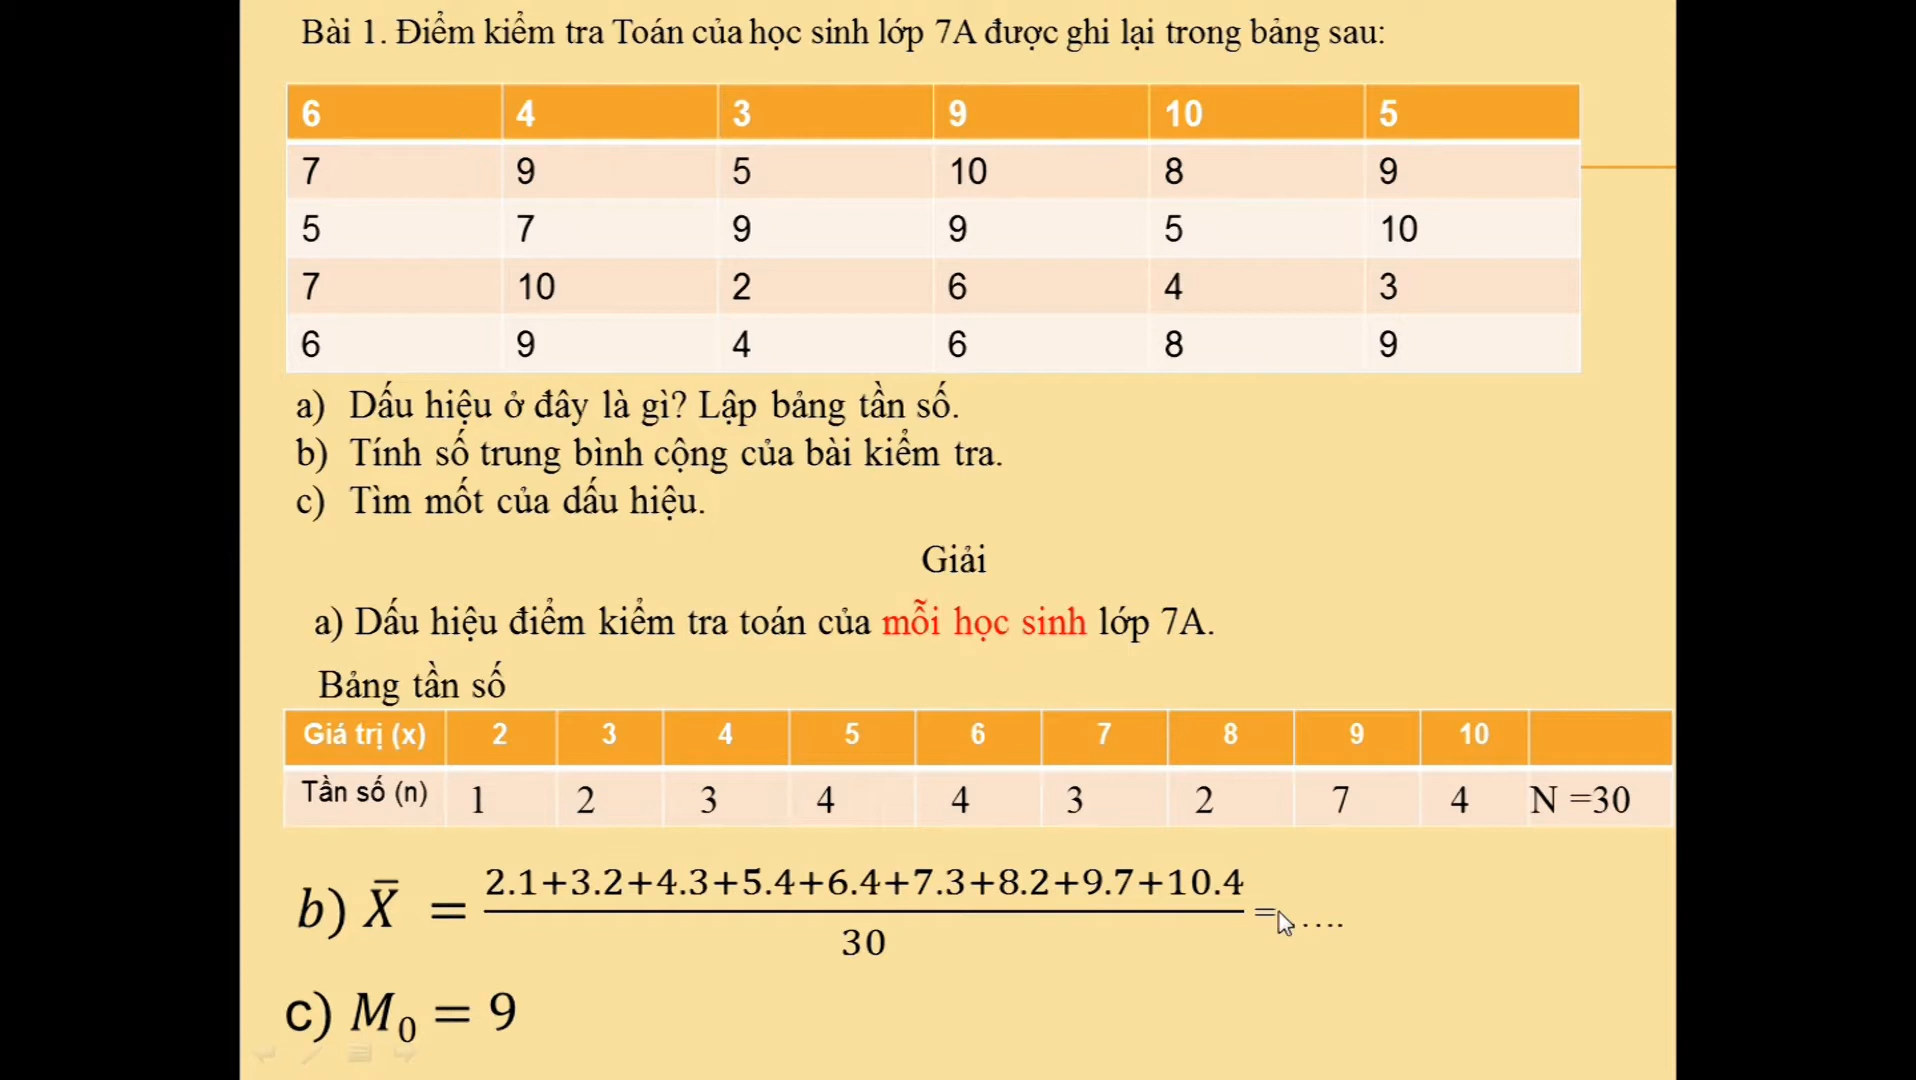 Bài 1. Điểm kiểm tra Toán của học sinh lớp 7A được ghi lại trong bảng sau:
6 4 3 9 10 5
7 9 5 10 8 9
5 7 9 9 5 10
7 10 2 6 4 3
6 9 4 6 8 9
a) Dấu hiệu ở đây là gì? Lập bảng tần số.
b) Tính số trung bình cộng của bài kiểm tra.
c) Tìm mốt của dấu hiệu.
Giải
a) Dấu hiệu điểm kiểm tra toán của mỗi học sinh lớp 7A.
Bảng tần số
Giá trị (x) 2 3 4 5 6 7 8 9 10
Tần số (n) 1 2 3 4 4 3 2 7 4 N =30
b) X̅ = (2.1+3.2+4.3+5.4+6.4+7.3+8.2+9.7+10.4)/30 = ....
c) M₀ = 9